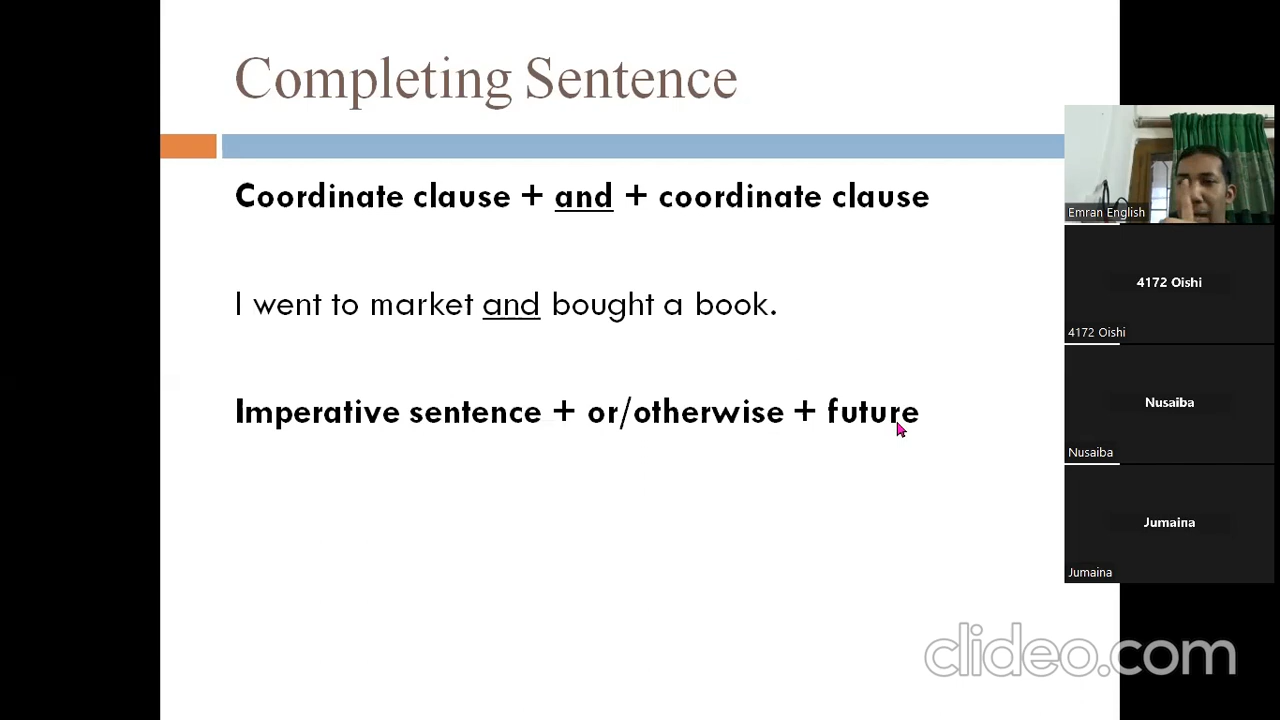 Completing Sentence
Coordinate clause + and + coordinate clause
I went to market and bought a book.
Imperative sentence + or/otherwise + future
Emran English
4172 Oishi
4172 Oishi
Nusaiba
Nusaiba
Jumaina
Jumaina
clideo.com